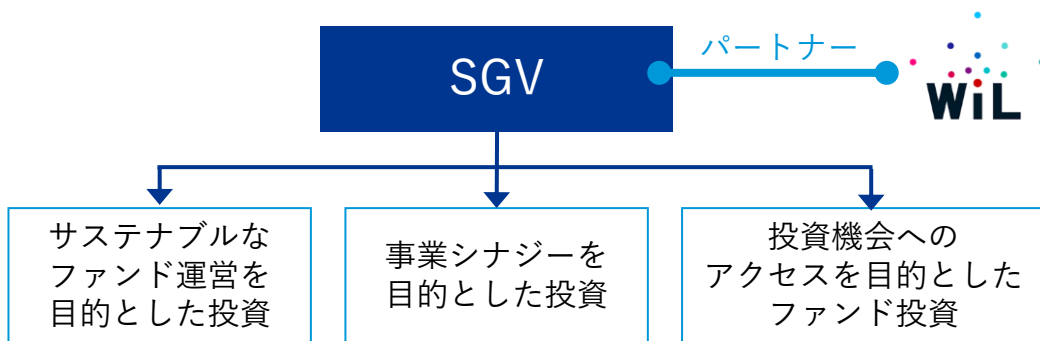 SGV
パートナー
WiL
サステナブルな
ファンド運営を
目的とした投資
事業シナジーを
目的とした投資
投資機会への
アクセスを目的とした
ファンド投資